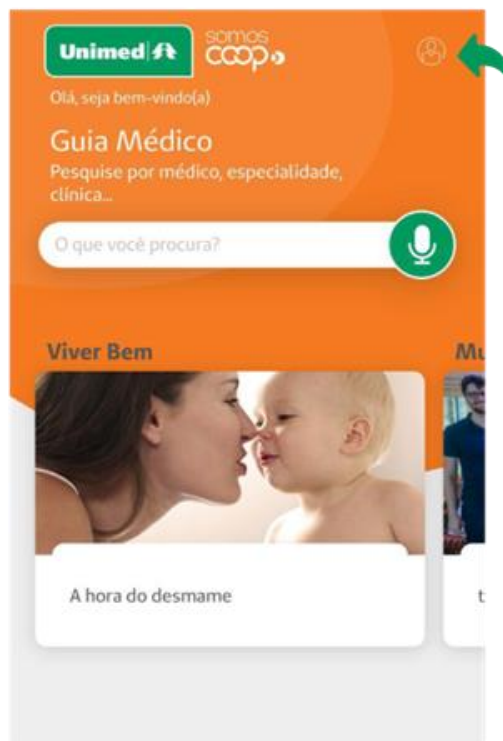 Unimed
somos
coop
Olá, seja bem-vindo(a)
Guia Médico
Pesquise por médico, especialidade,
clínica...
O que você procura?
Viver Bem
Mu
A hora do desmame
t